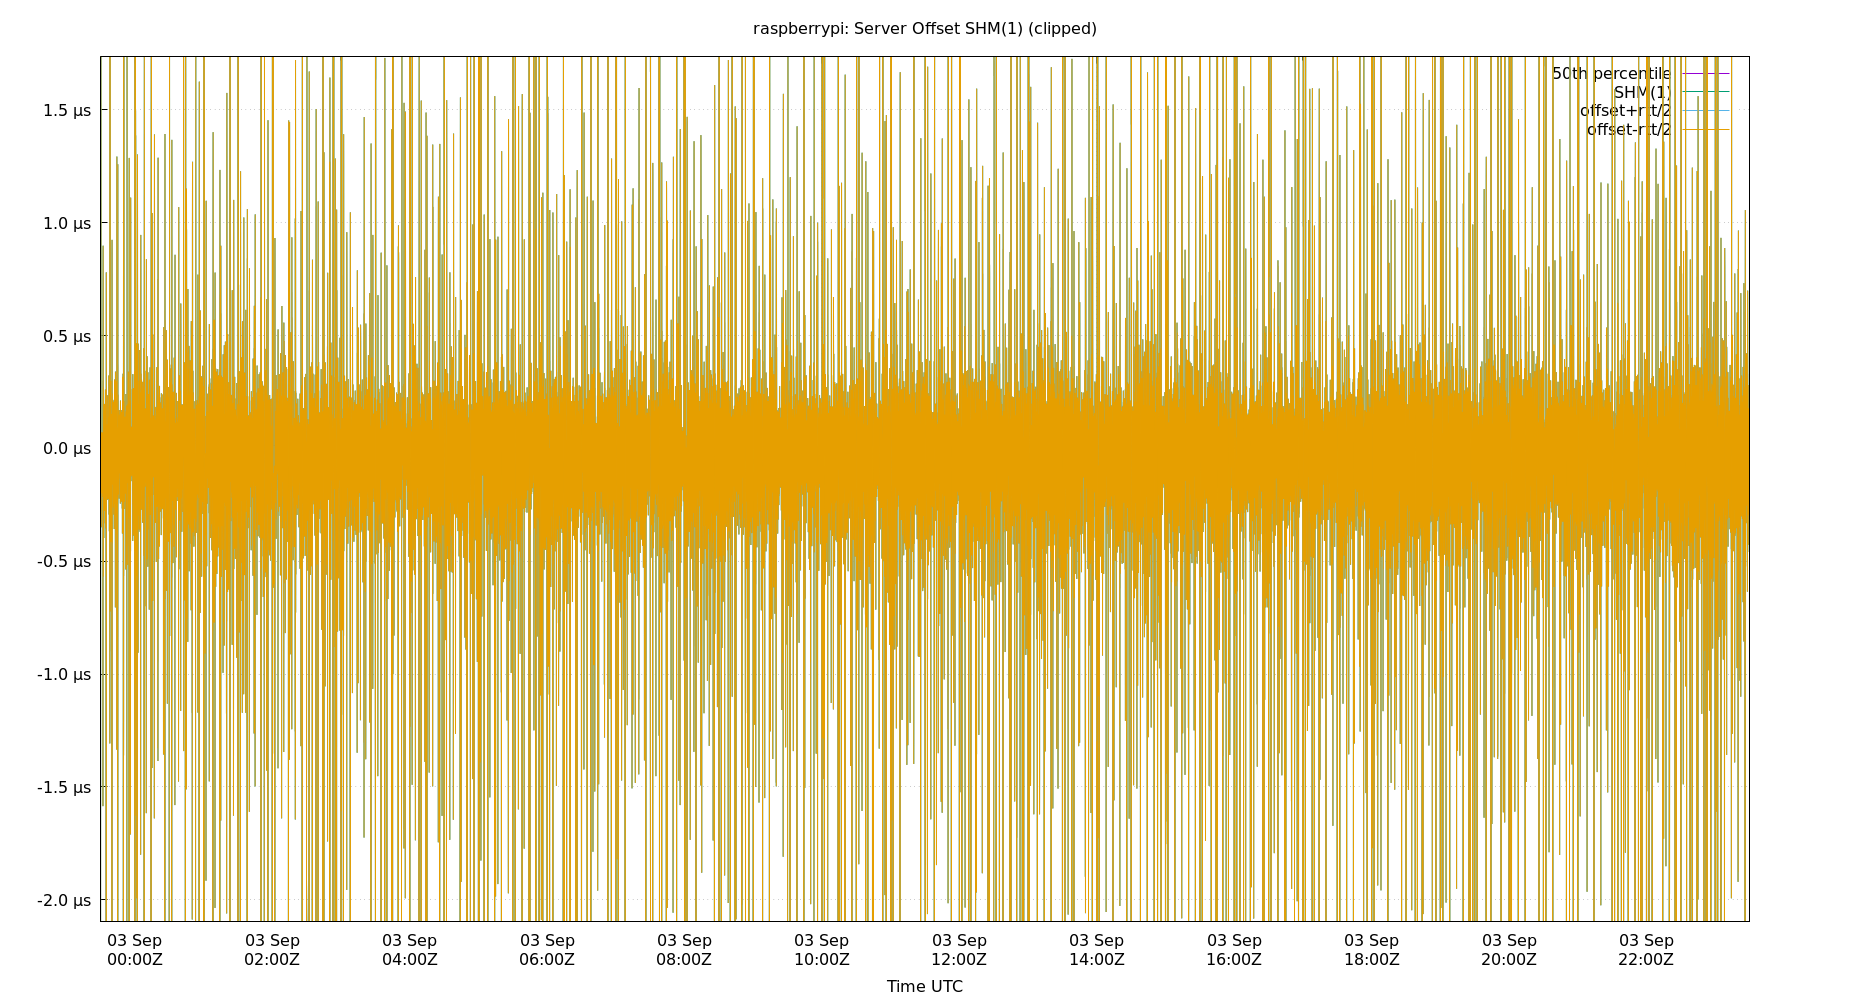 raspberrypi: Server Offset SHM(1) (clipped)
50th percentile
SHM(1)
offset+rtt/2
offset-rtt/2
1.5 µs
1.0 µs
0.5 µs
0.0 µs
-0.5 µs
-1.0 µs
-1.5 µs
-2.0 µs
03 Sep 03 Sep 03 Sep 03 Sep 03 Sep 03 Sep 03 Sep 03 Sep 03 Sep 03 Sep 03 Sep 03 Sep
00:00Z 02:00Z 04:00Z 06:00Z 08:00Z 10:00Z 12:00Z 14:00Z 16:00Z 18:00Z 20:00Z 22:00Z
Time UTC